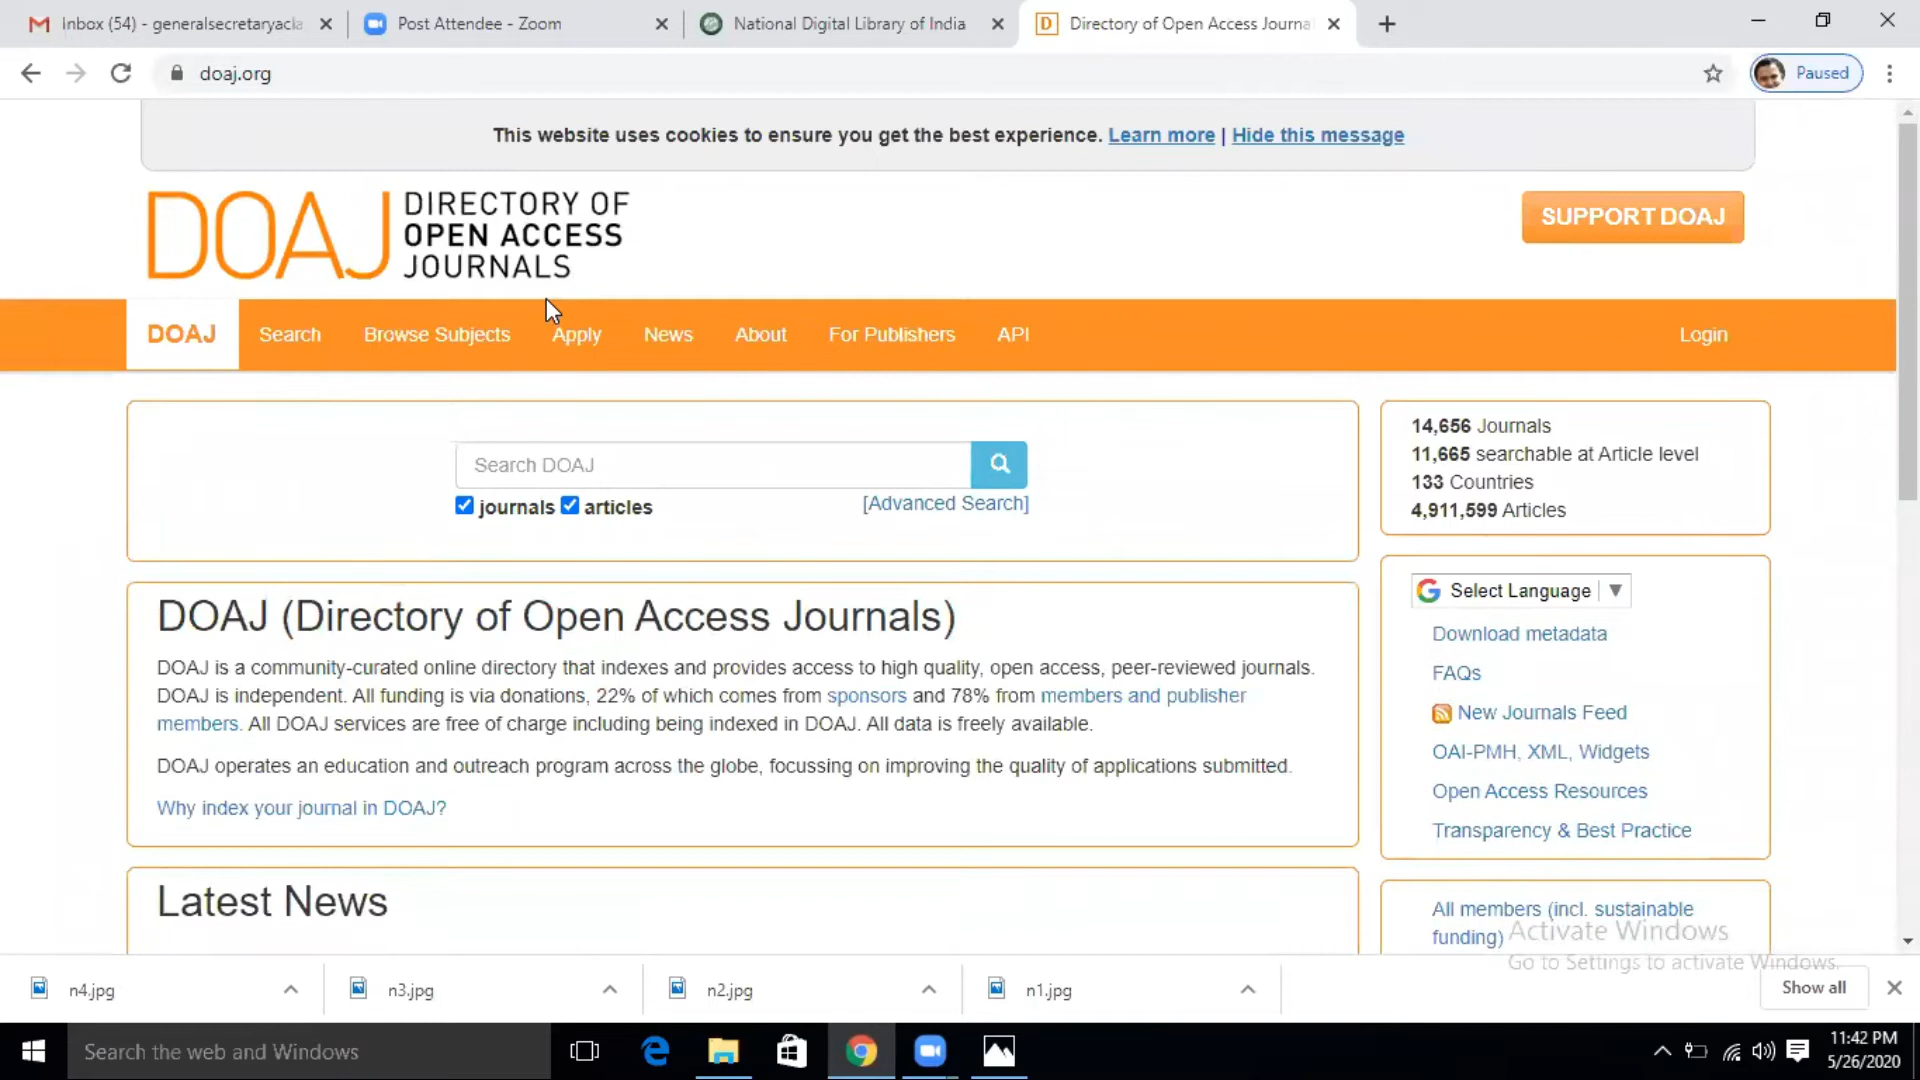 Inbox (54) - generalsecretaryacla
Post Attendee - Zoom
National Digital Library of India
Directory of Open Access Journa
doaj.org
Paused
This website uses cookies to ensure you get the best experience. Learn more | Hide this message
DOAJ DIRECTORY OF
OPEN ACCESS
JOURNALS
SUPPORT DOAJ
DOAJ Search Browse Subjects Apply News About For Publishers API Login
Search DOAJ
journals articles [Advanced Search]
14,656 Journals
11,665 searchable at Article level
133 Countries
4,911,599 Articles
DOAJ (Directory of Open Access Journals)
DOAJ is a community-curated online directory that indexes and provides access to high quality, open access, peer-reviewed journals.
DOAJ is independent. All funding is via donations, 22% of which comes from sponsors and 78% from members and publisher
members. All DOAJ services are free of charge including being indexed in DOAJ. All data is freely available.
DOAJ operates an education and outreach program across the globe, focussing on improving the quality of applications submitted.
Why index your journal in DOAJ?
Select Language
Download metadata
FAQs
New Journals Feed
OAI-PMH, XML, Widgets
Open Access Resources
Transparency & Best Practice
Latest News
All members (incl. sustainable
funding)
Activate Windows
Go to Settings to activate Windows.
n4.jpg
n3.jpg
n2.jpg
n1.jpg
Show all
Search the web and Windows
11:42 PM
5/26/2020